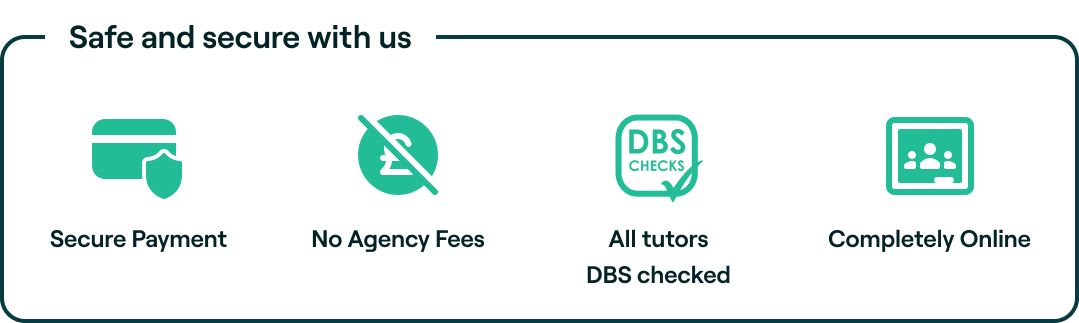 Safe and secure with us
£
DBS
CHECKS
Secure Payment
No Agency Fees
All tutors
DBS checked
Completely Online